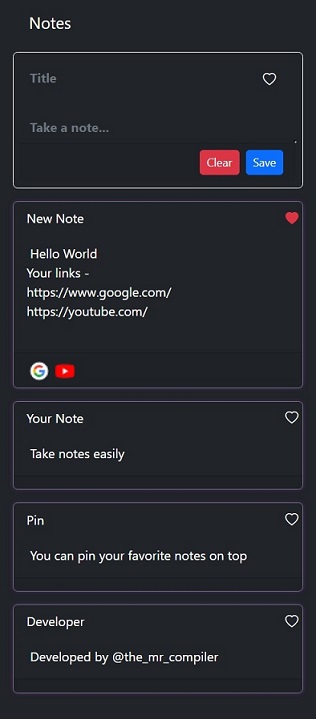 Notes
Title
Take a note...
Clear
Save
New Note
Hello World
Your links -
https://www.google.com/
https://youtube.com/
G
Your Note
Take notes easily
Pin
You can pin your favorite notes on top
Developer
Developed by @the_mr_compiler